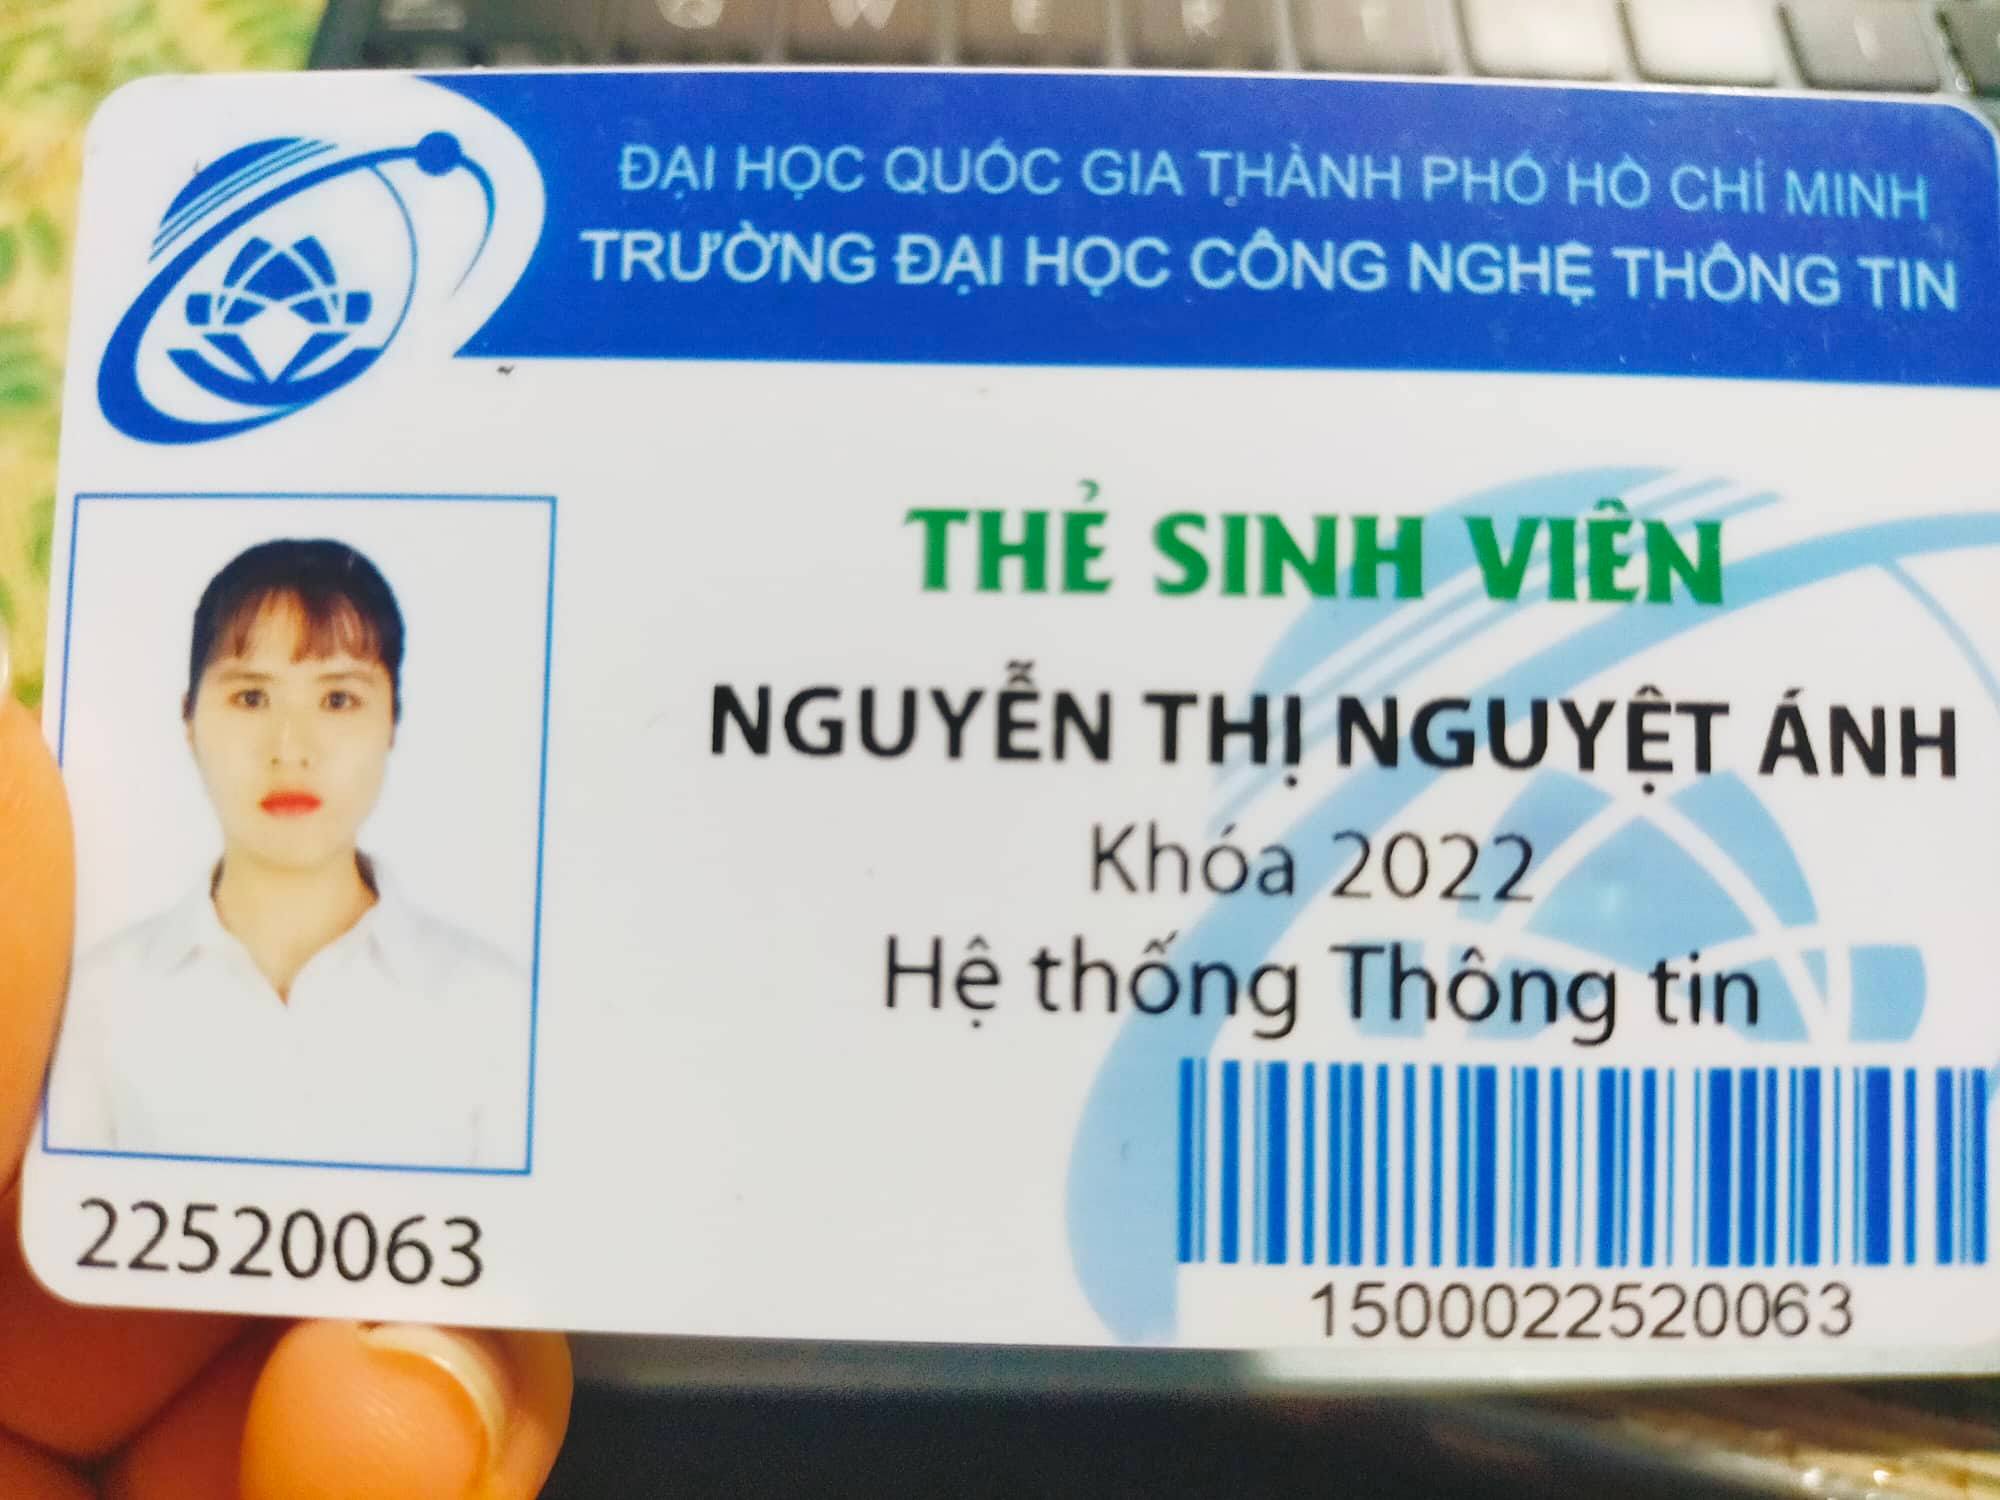 ĐẠI HỌC QUỐC GIA THÀNH PHỐ HỒ CHÍ MINH
TRƯỜNG ĐẠI HỌC CÔNG NGHỆ THÔNG TIN
THẺ SINH VIÊN
NGUYỄN THỊ NGUYỆT ÁNH
Khóa 2022
Hệ thống Thông tin
22520063
1500022520063